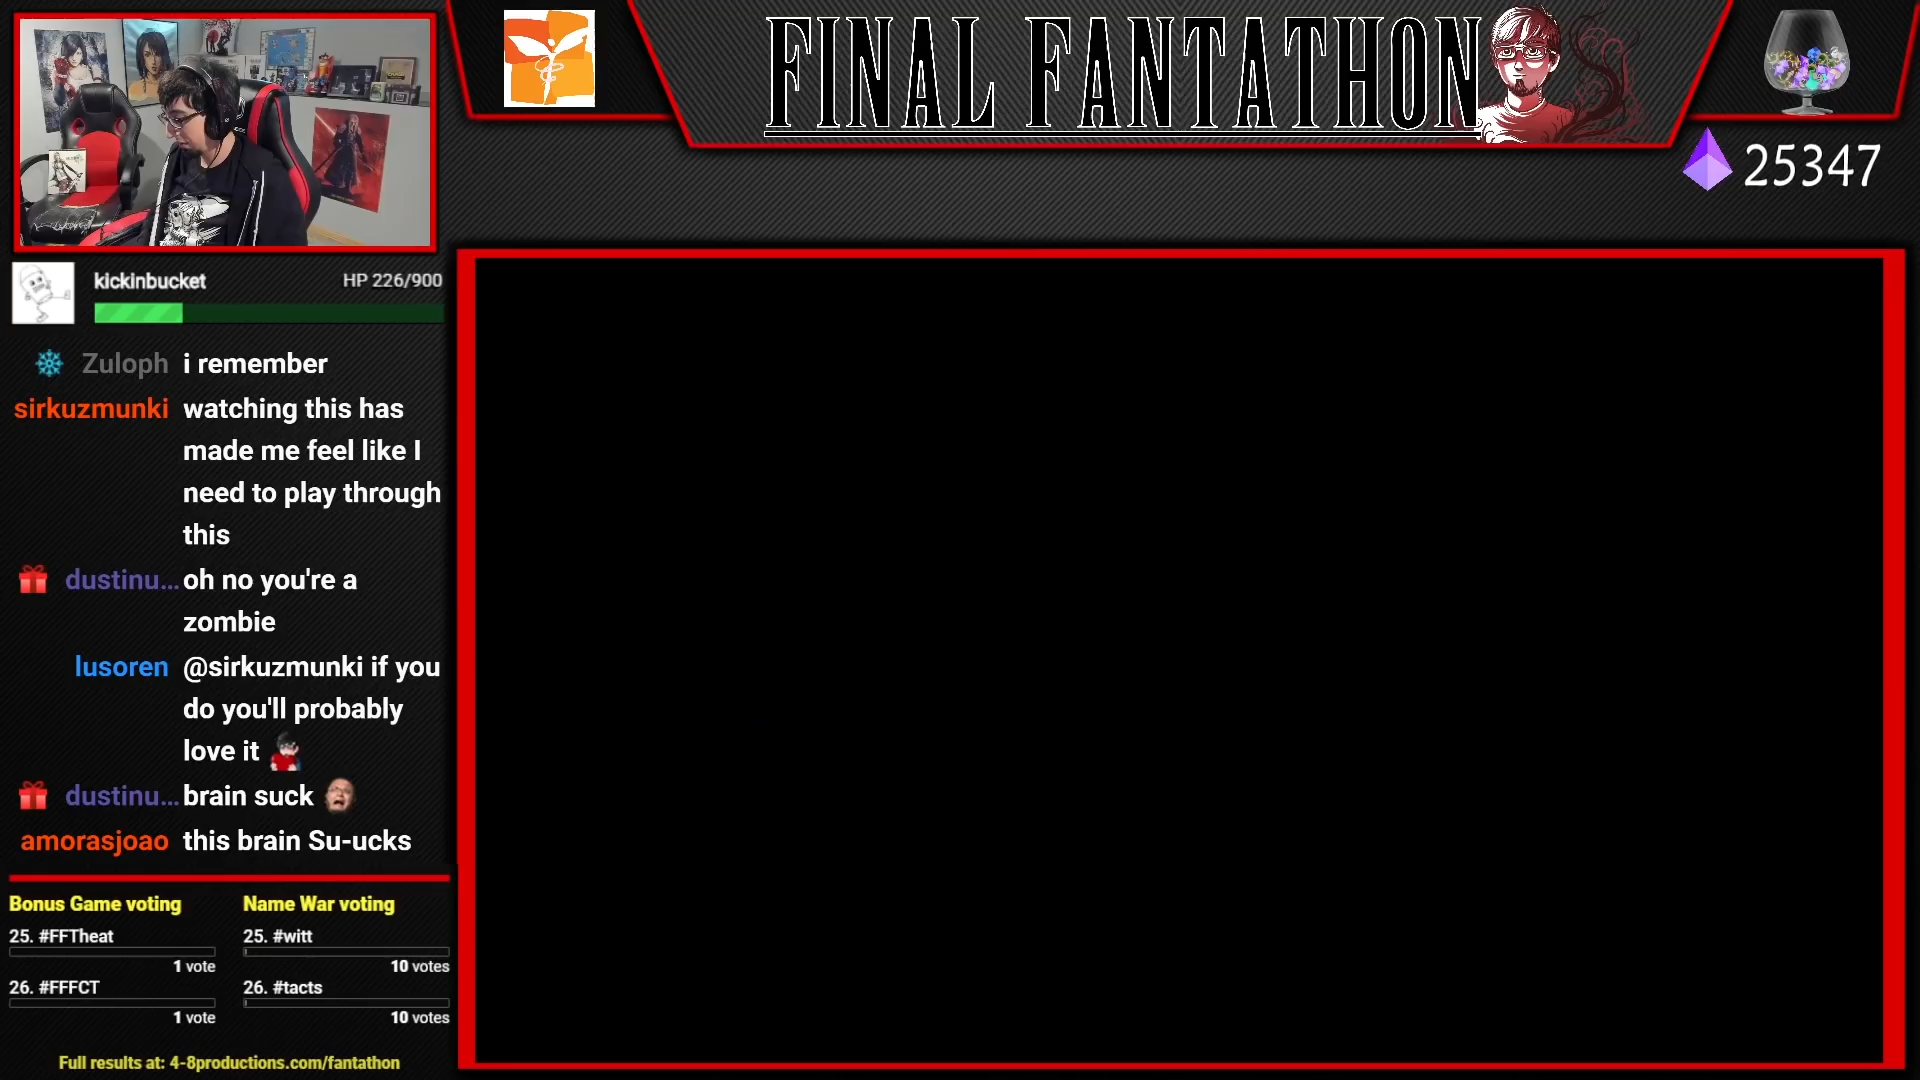 FINAL FANTATHON
25347
kickinbucket HP 226/900
Zuloph i remember
sirkuzmunki watching this has
made me feel like I
need to play through
this
dustinu... oh no you're a
zombie
lusoren @sirkuzmunki if you
do you'll probably
love it
dustinu... brain suck
amorasjoao this brain Su-ucks
Bonus Game voting
25. #FFTheat
1 vote
26. #FFFCT
1 vote
Name War voting
25. #witt
10 votes
26. #tacts
10 votes
Full results at: 4-8productions.com/fantathon